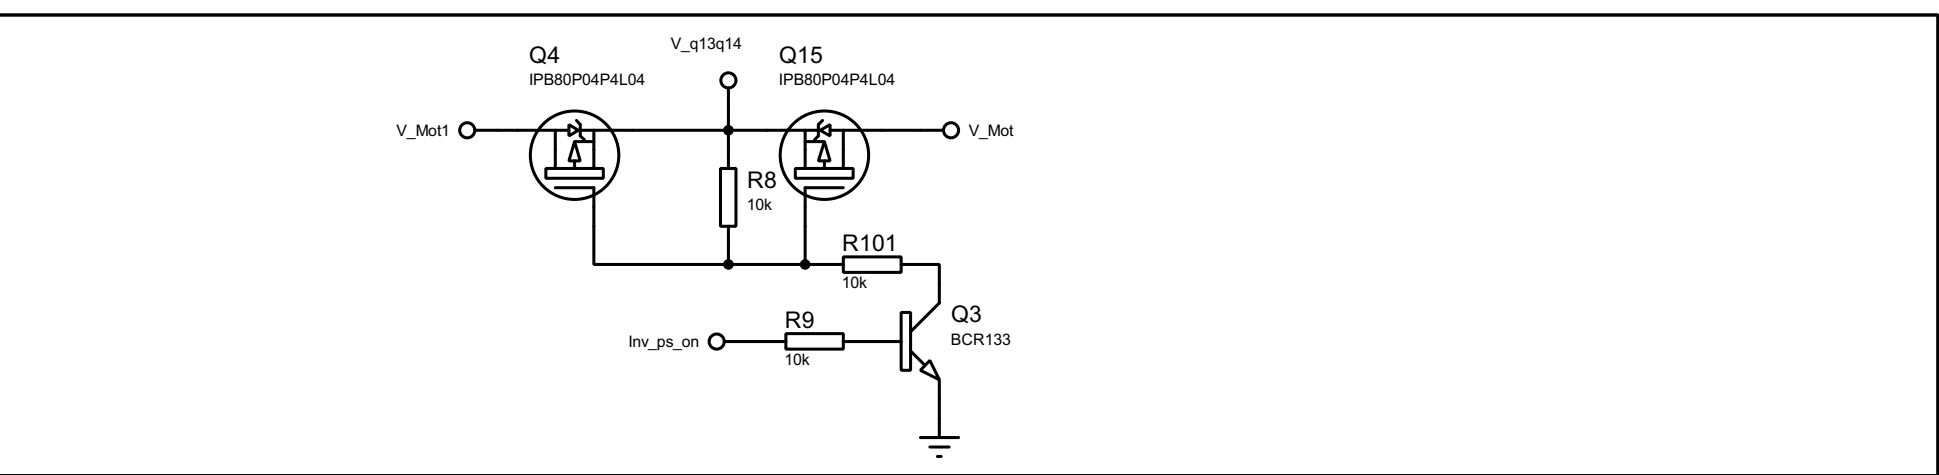 V_q13q14
Q4
IPB80P04P4L04
Q15
IPB80P04P4L04
V_Mot1
V_Mot
R8
10k
R101
10k
R9
10k
Inv_ps_on
Q3
BCR133